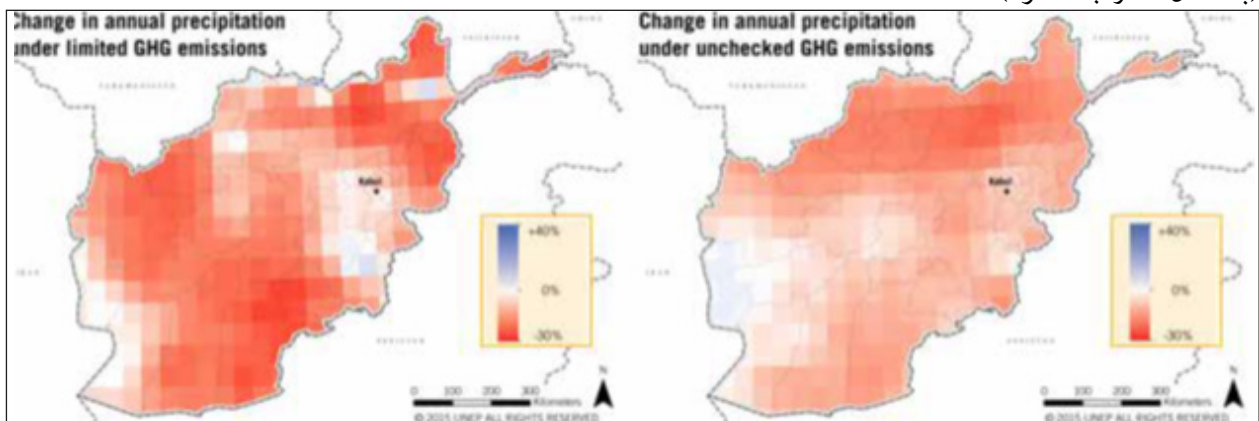 Change in annual precipitation
under limited GHG emissions
Kabul
+40%
0%
-30%
IRAN
N
0 100 200 300
Kilometers
© 2015 UNEP ALL RIGHTS RESERVED.
Change in annual precipitation
under unchecked GHG emissions
Kabul
+40%
0%
-30%
IRAN
N
0 100 200 300
Kilometers
© 2015 UNEP ALL RIGHTS RESERVED.